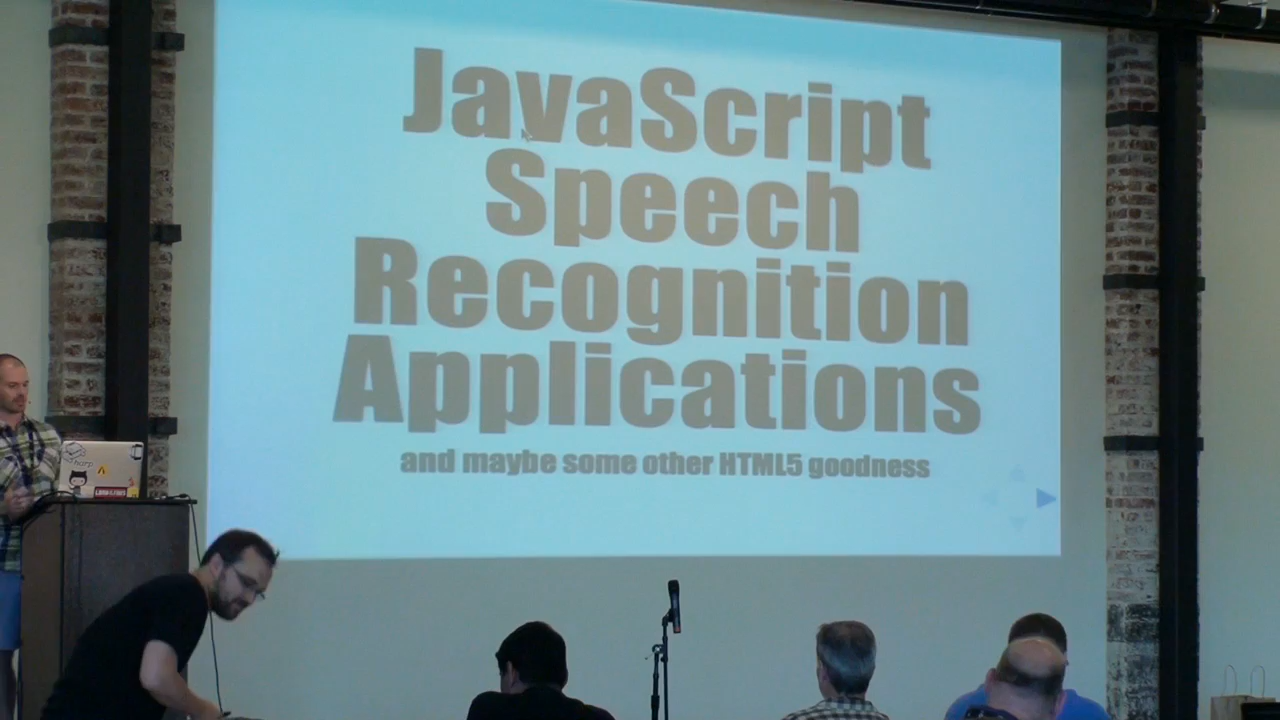 JavaScript
Speech
Recognition
Applications
and maybe some other HTML5 goodness